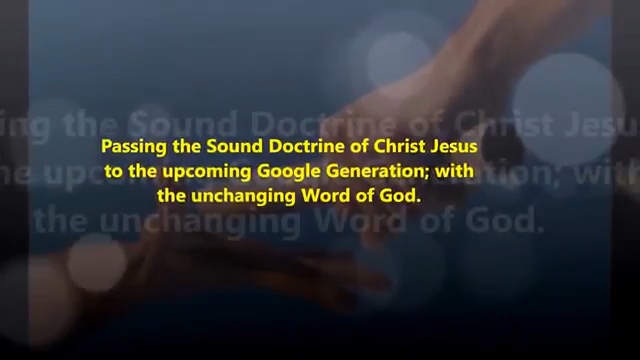 Passing the Sound Doctrine of Christ Jesus
to the upcoming Google Generation; with
the unchanging Word of God.